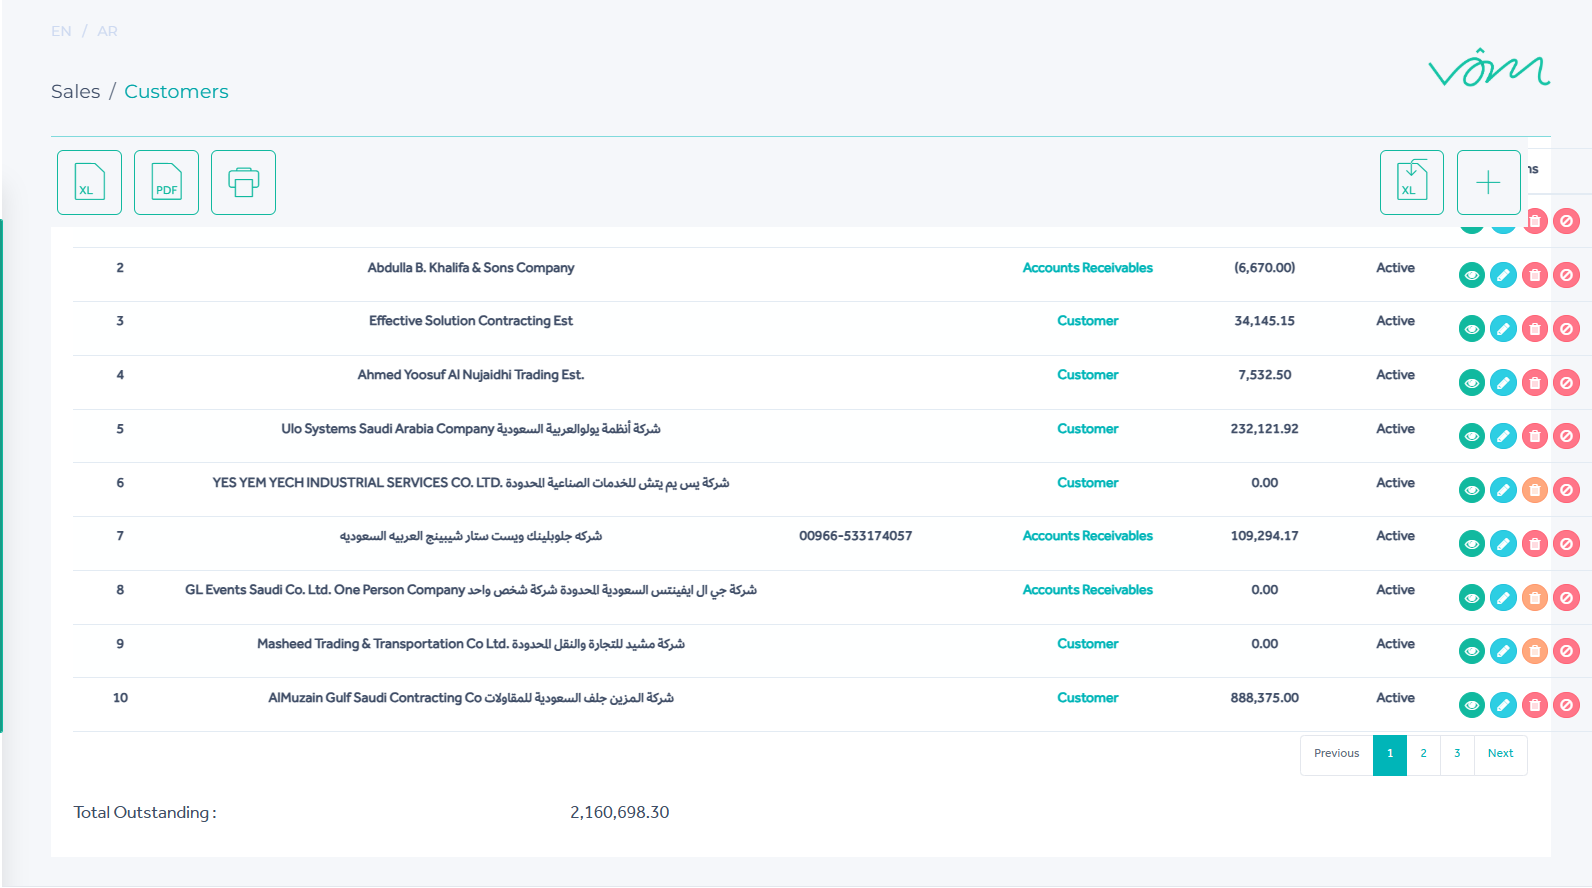 EN / AR
vôm
Sales / Customers
XL PDF XL ns
2 Abdulla B. Khalifa & Sons Company Accounts Receivables (6,670.00) Active
3 Effective Solution Contracting Est Customer 34,145.15 Active
4 Ahmed Yoosuf Al Nujaidhi Trading Est. Customer 7,532.50 Active
5 Ulo Systems Saudi Arabia Company شركة أنظمة يولوالعربية السعودية Customer 232,121.92 Active
6 YES YEM YECH INDUSTRIAL SERVICES CO. LTD. شركة يس يم يتش للخدمات الصناعية المحدودة Customer 0.00 Active
7 شركه جلوبلينك ويست ستار شيبينج العربيه السعوديه 00966-533174057 Accounts Receivables 109,294.17 Active
8 GL Events Saudi Co. Ltd. One Person Company شركة جي ال ايفينتس السعودية المحدودة شركة شخص واحد Accounts Receivables 0.00 Active
9 Masheed Trading & Transportation Co Ltd. شركة مشيد للتجارة والنقل المحدودة Customer 0.00 Active
10 AlMuzain Gulf Saudi Contracting Co شركة المزين جلف السعودية للمقاولات Customer 888,375.00 Active
Previous 1 2 3 Next
Total Outstanding : 2,160,698.30